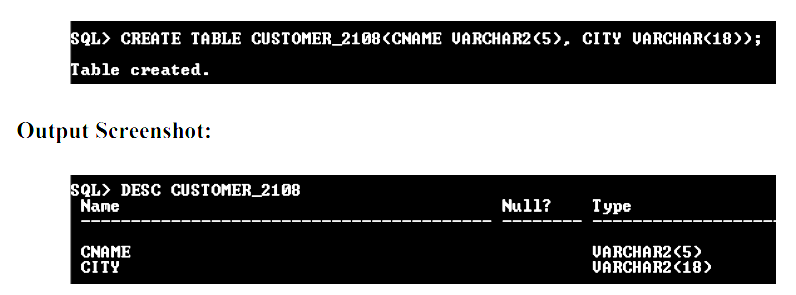 SQL> CREATE TABLE CUSTOMER_2108(CNAME VARCHAR2(5), CITY VARCHAR(18));
Table created.
Output Screenshot:
SQL> DESC CUSTOMER_2108
Name Null? Type
----------------------------------------- -------- ------------------
CNAME VARCHAR2(5)
CITY VARCHAR2(18)